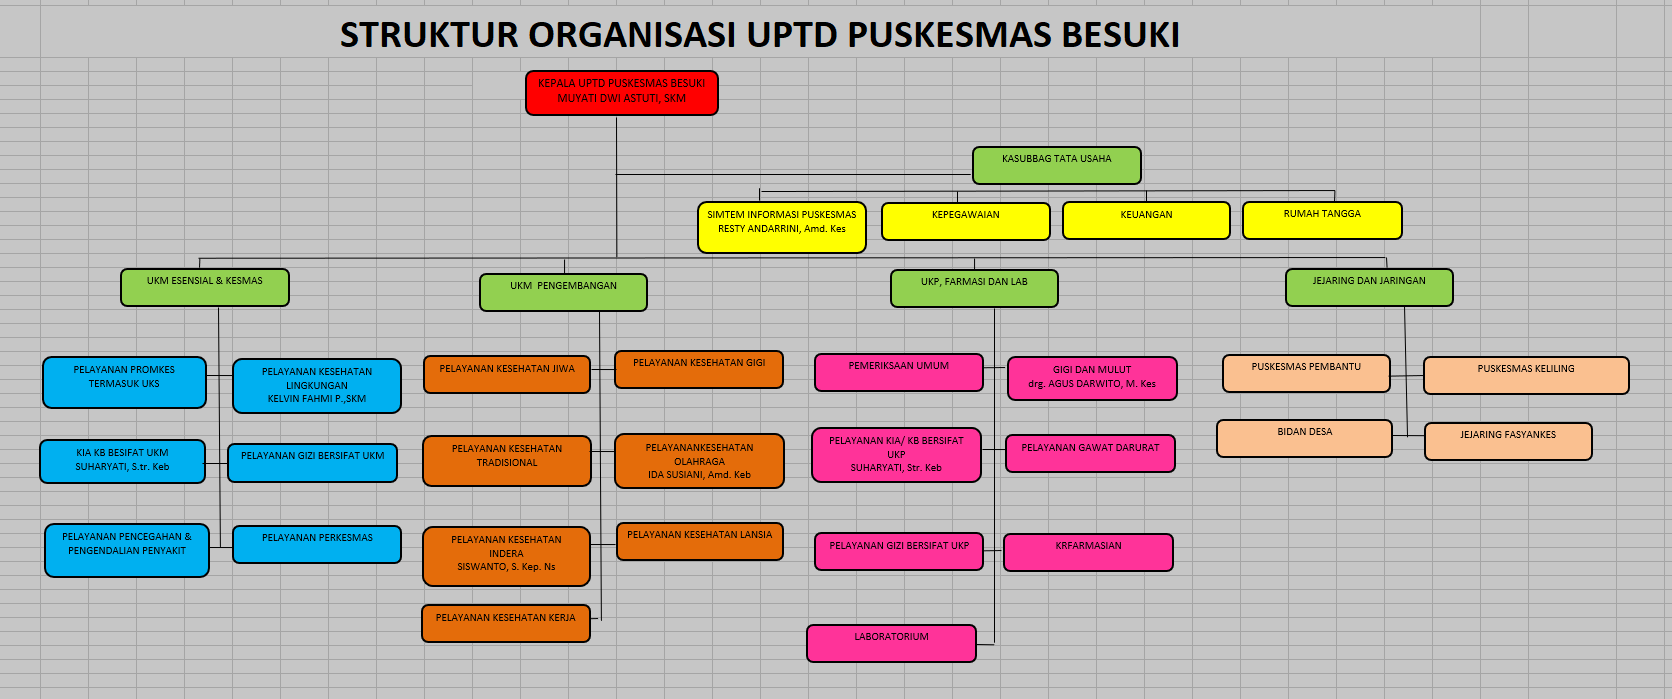 STRUKTUR ORGANISASI UPTD PUSKESMAS BESUKI
KEPALA UPTD PUSKESMAS BESUKI
MUYATI DWI ASTUTI, SKM
KASUBBAG TATA USAHA
SIMTEM INFORMASI PUSKESMAS
RESTY ANDARRINI, Amd. Kes
KEPEGAWAIAN
KEUANGAN
RUMAH TANGGA
UKM ESENSIAL & KESMAS
UKM PENGEMBANGAN
UKP, FARMASI DAN LAB
JEJARING DAN JARINGAN
PELAYANAN PROMKES
TERMASUK UKS
PELAYANAN KESEHATAN
LINGKUNGAN
KELVIN FAHMI P.,SKM
KIA KB BESIFAT UKM
SUHARYATI, S.tr. Keb
PELAYANAN GIZI BERSIFAT UKM
PELAYANAN PENCEGAHAN &
PENGENDALIAN PENYAKIT
PELAYANAN PERKESMAS
PELAYANAN KESEHATAN JIWA
PELAYANAN KESEHATAN GIGI
PELAYANAN KESEHATAN
TRADISIONAL
PELAYANANKESEHATAN
OLAHRAGA
IDA SUSIANI, Amd. Keb
PELAYANAN KESEHATAN
INDERA
SISWANTO, S. Kep. Ns
PELAYANAN KESEHATAN LANSIA
PELAYANAN KESEHATAN KERJA
PEMERIKSAAN UMUM
GIGI DAN MULUT
drg. AGUS DARWITO, M. Kes
PELAYANAN KIA/ KB BERSIFAT
UKP
SUHARYATI, Str. Keb
PELAYANAN GAWAT DARURAT
PELAYANAN GIZI BERSIFAT UKP
KRFARMASIAN
LABORATORIUM
PUSKESMAS PEMBANTU
PUSKESMAS KELILING
BIDAN DESA
JEJARING FASYANKES